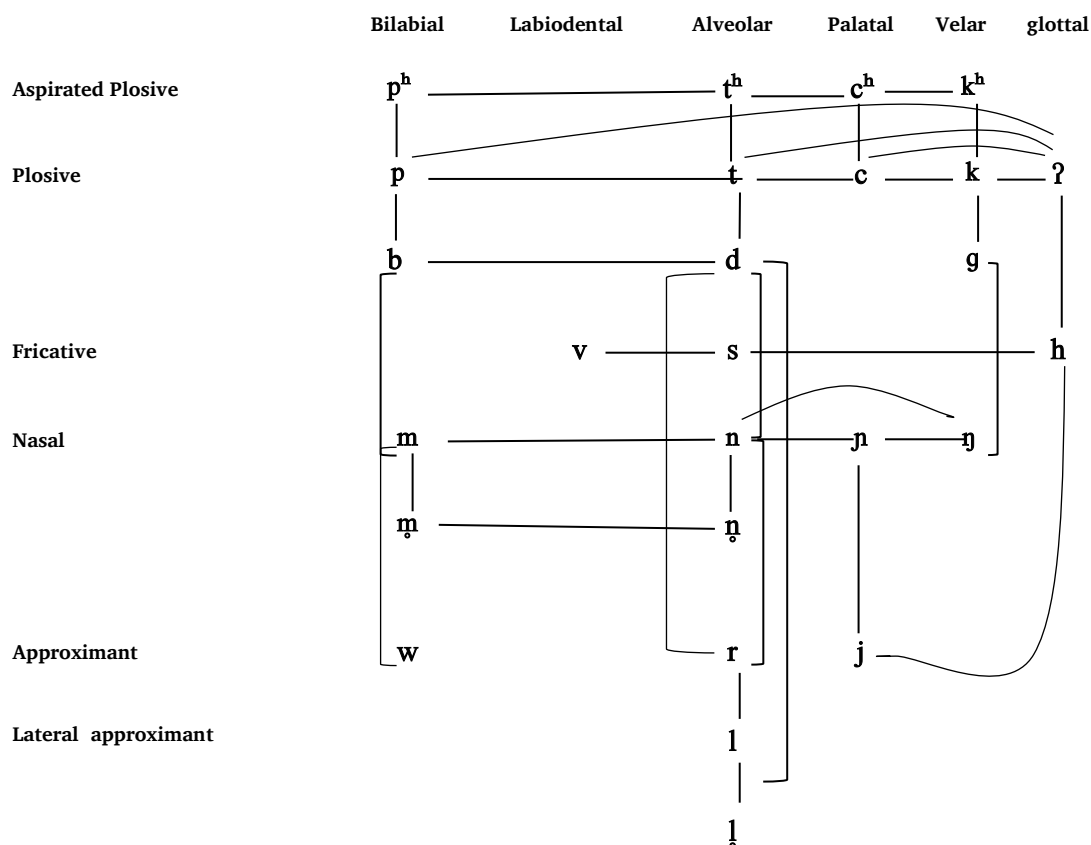 Bilabial Labiodental Alveolar Palatal Velar glottal
Aspirated Plosive pʰ tʰ cʰ kʰ
Plosive p t c k ʔ
b d g
Fricative v s h
Nasal m n ɲ ŋ
m̥ n̥
Approximant w r j
Lateral approximant l
l̥